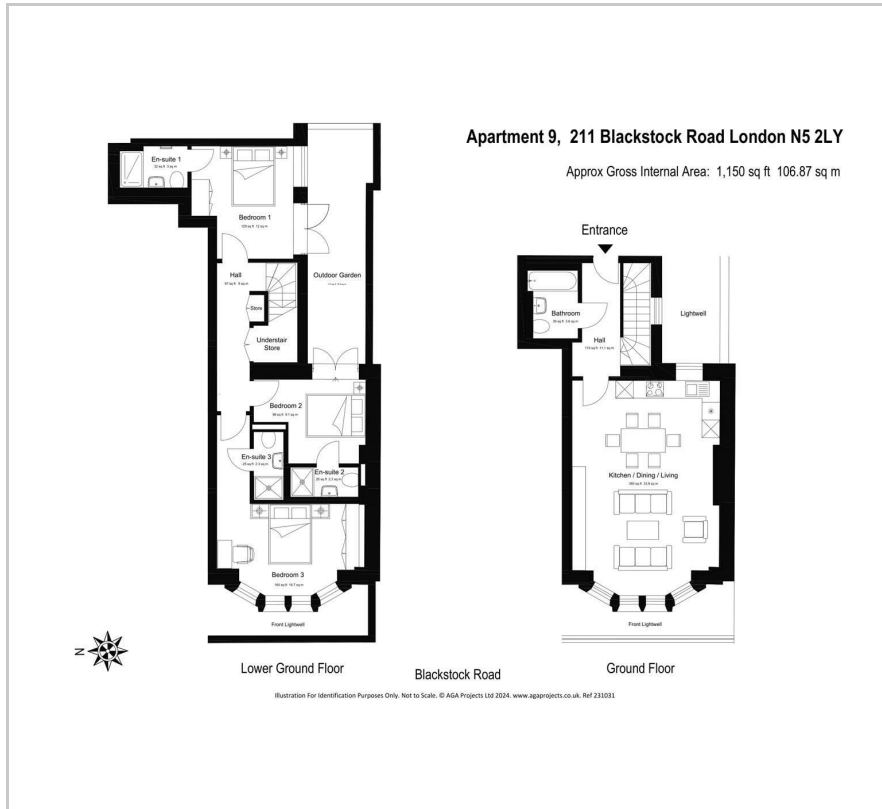 Apartment 9, 211 Blackstock Road London N5 2LY
Approx Gross Internal Area: 1,150 sq ft 106.87 sq m
En-suite 1
Bedroom 1
Hall
Store
Understair
Store
Outdoor Garden
Bedroom 2
En-suite 3
En-suite 2
Bedroom 3
Front Lightwell
Lower Ground Floor
Entrance
Bathroom
Hall
Lightwell
Kitchen / Dining / Living
Front Lightwell
Ground Floor
N
Blackstock Road
Illustration For Identification Purposes Only. Not to Scale. © AGA Projects Ltd 2024. www.agaprojects.co.uk. Ref 231031